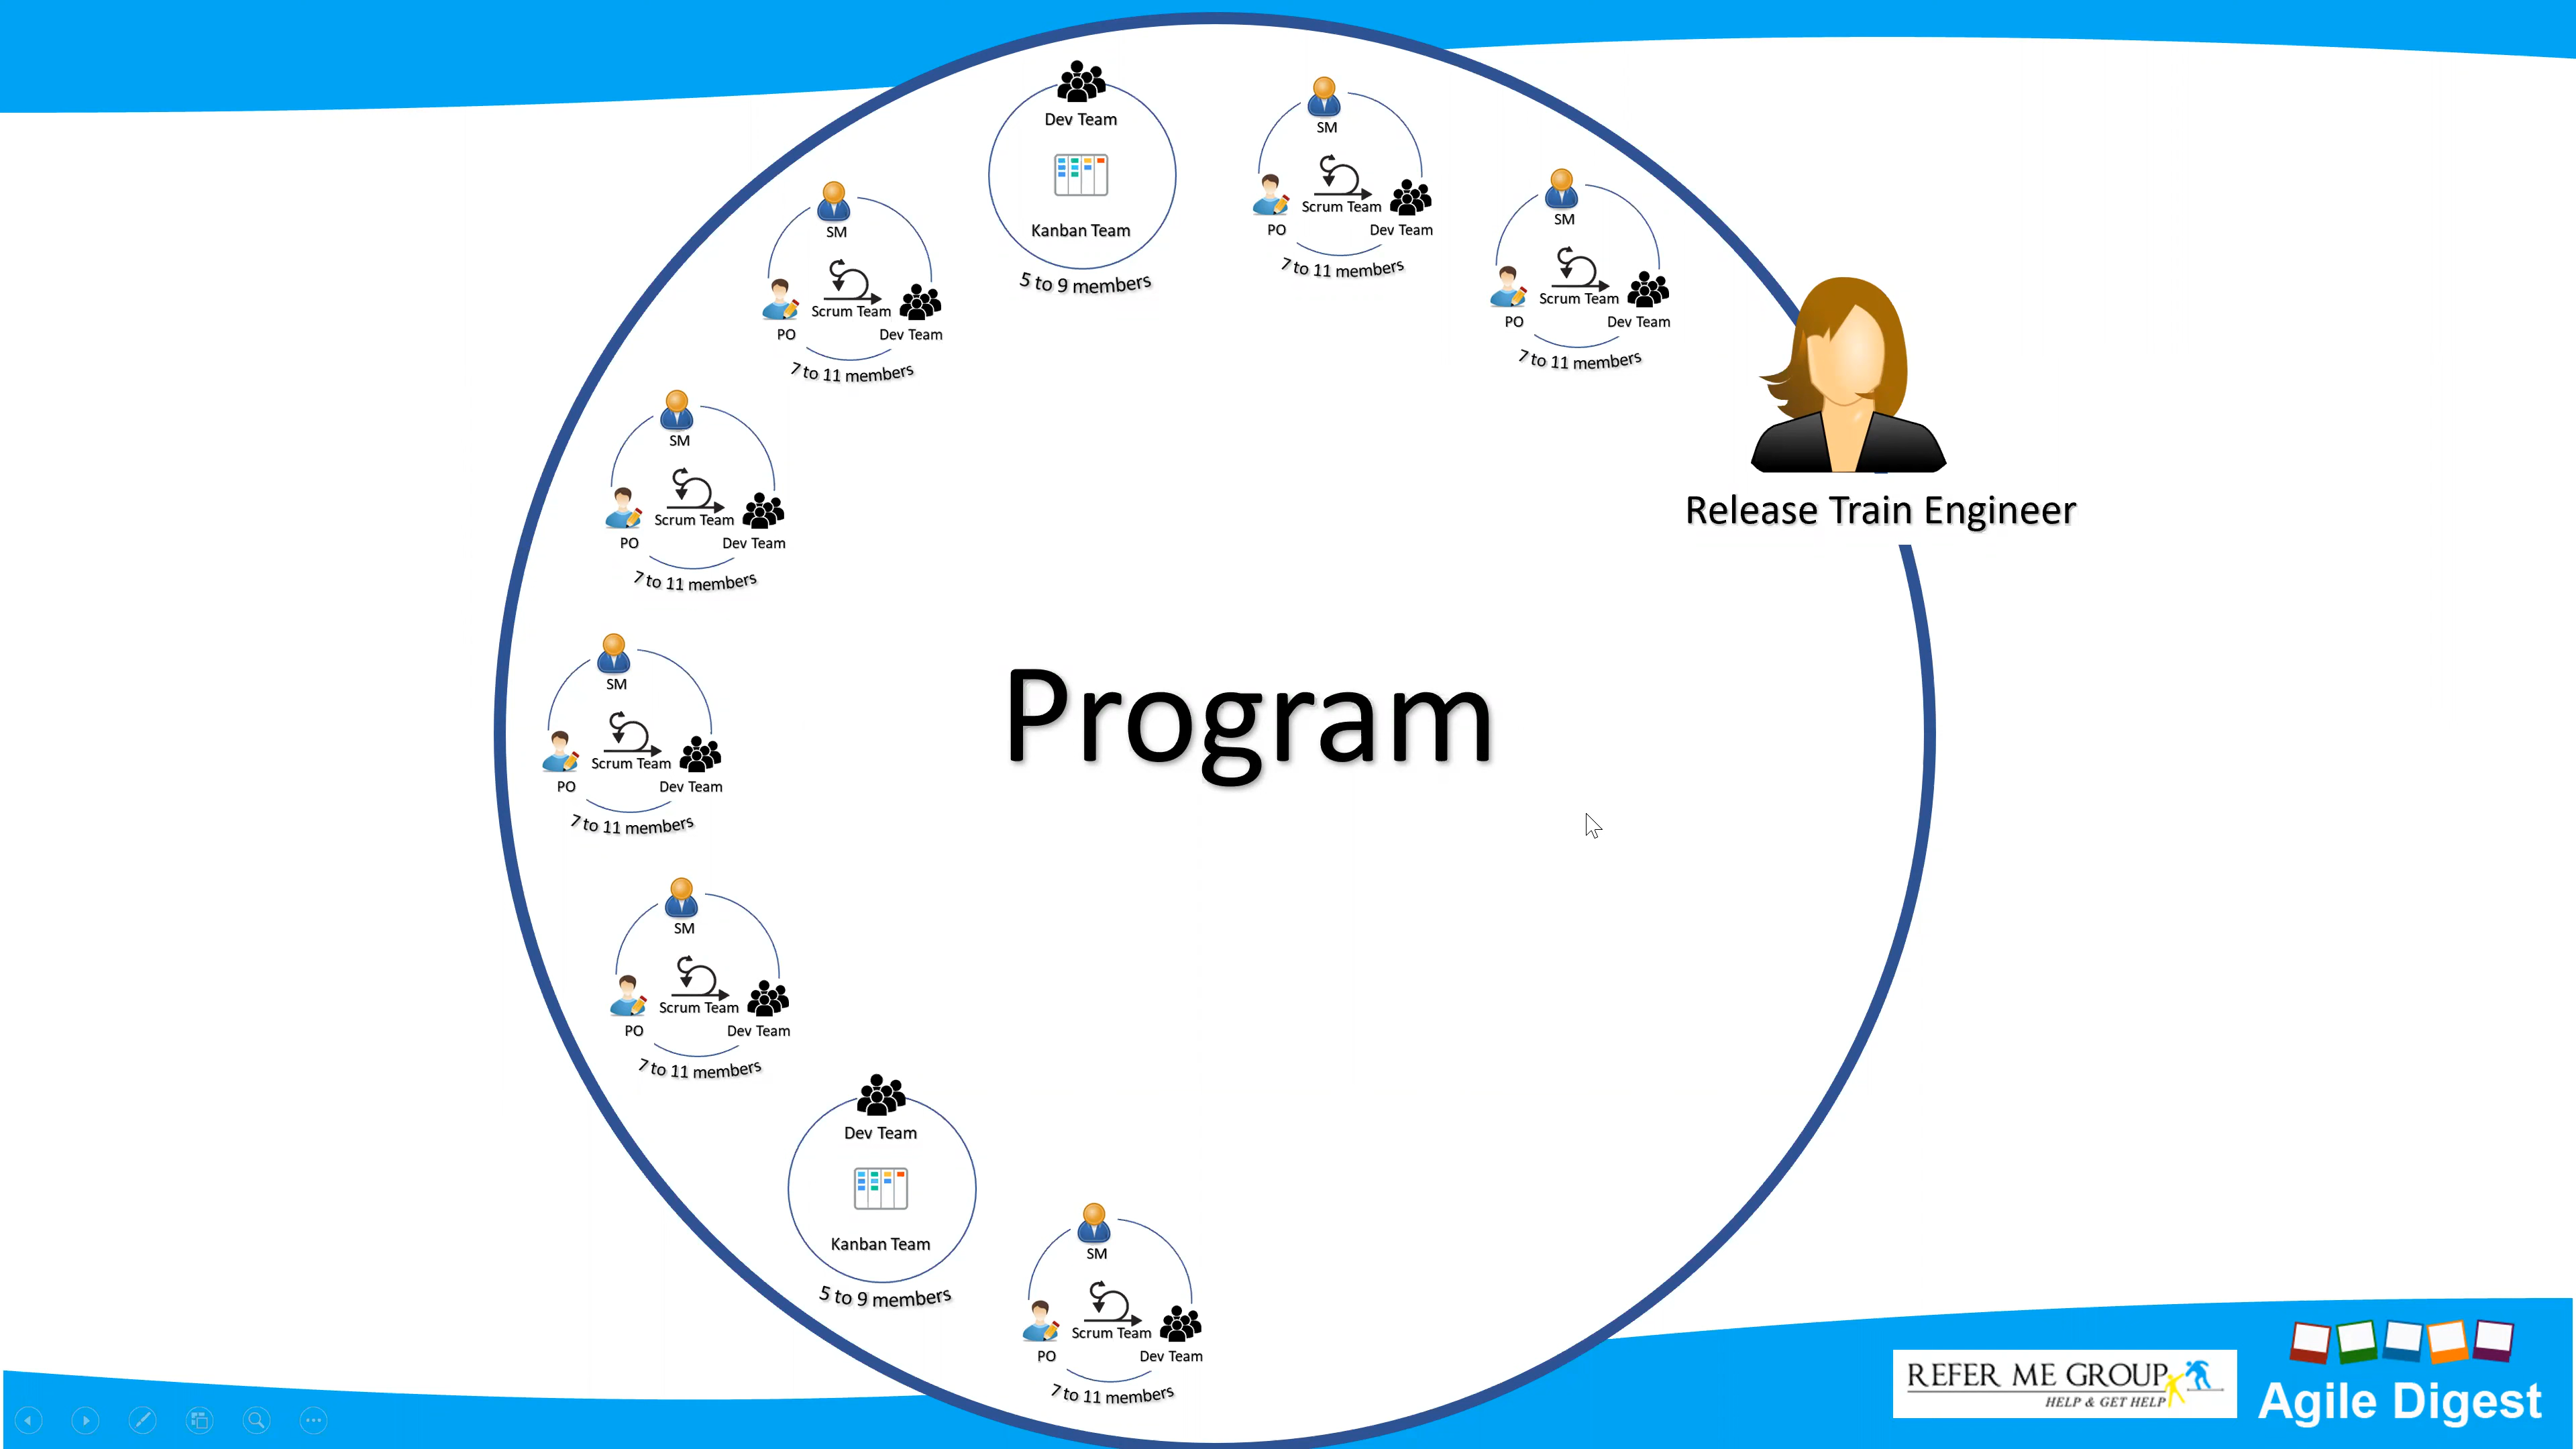 Dev Team
Kanban Team
5 to 9 members
SM
Scrum Team
PO
Dev Team
7 to 11 members
SM
Scrum Team
PO
Dev Team
7 to 11 members
SM
Scrum Team
PO
Dev Team
7 to 11 members
Release Train Engineer
SM
Scrum Team
PO
Dev Team
7 to 11 members
SM
Scrum Team
PO
Dev Team
7 to 11 members
Program
SM
Scrum Team
PO
Dev Team
7 to 11 members
Dev Team
Kanban Team
5 to 9 members
SM
Scrum Team
PO
Dev Team
7 to 11 members
REFER ME GROUP
HELP & GET HELP
Agile Digest